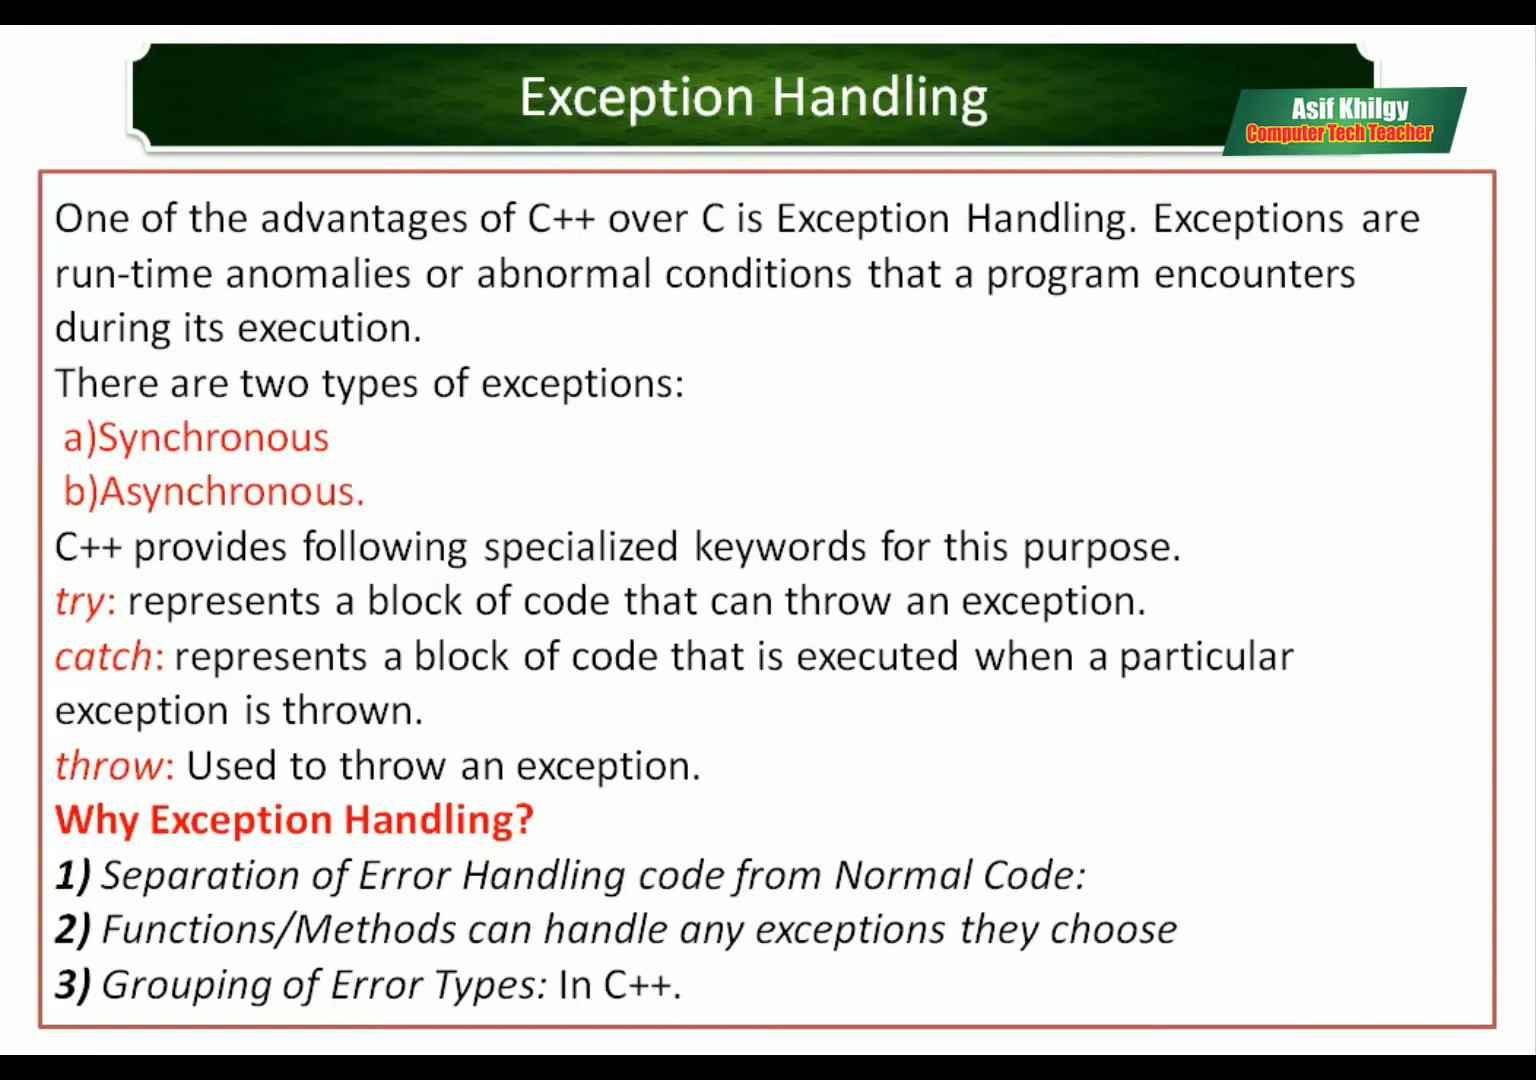 Exception Handling
Asif Khilgy
Computer Tech Teacher
One of the advantages of C++ over C is Exception Handling. Exceptions are
run-time anomalies or abnormal conditions that a program encounters
during its execution.
There are two types of exceptions:
a)Synchronous
b)Asynchronous.
C++ provides following specialized keywords for this purpose.
try: represents a block of code that can throw an exception.
catch: represents a block of code that is executed when a particular
exception is thrown.
throw: Used to throw an exception.
Why Exception Handling?
1) Separation of Error Handling code from Normal Code:
2) Functions/Methods can handle any exceptions they choose
3) Grouping of Error Types: In C++.